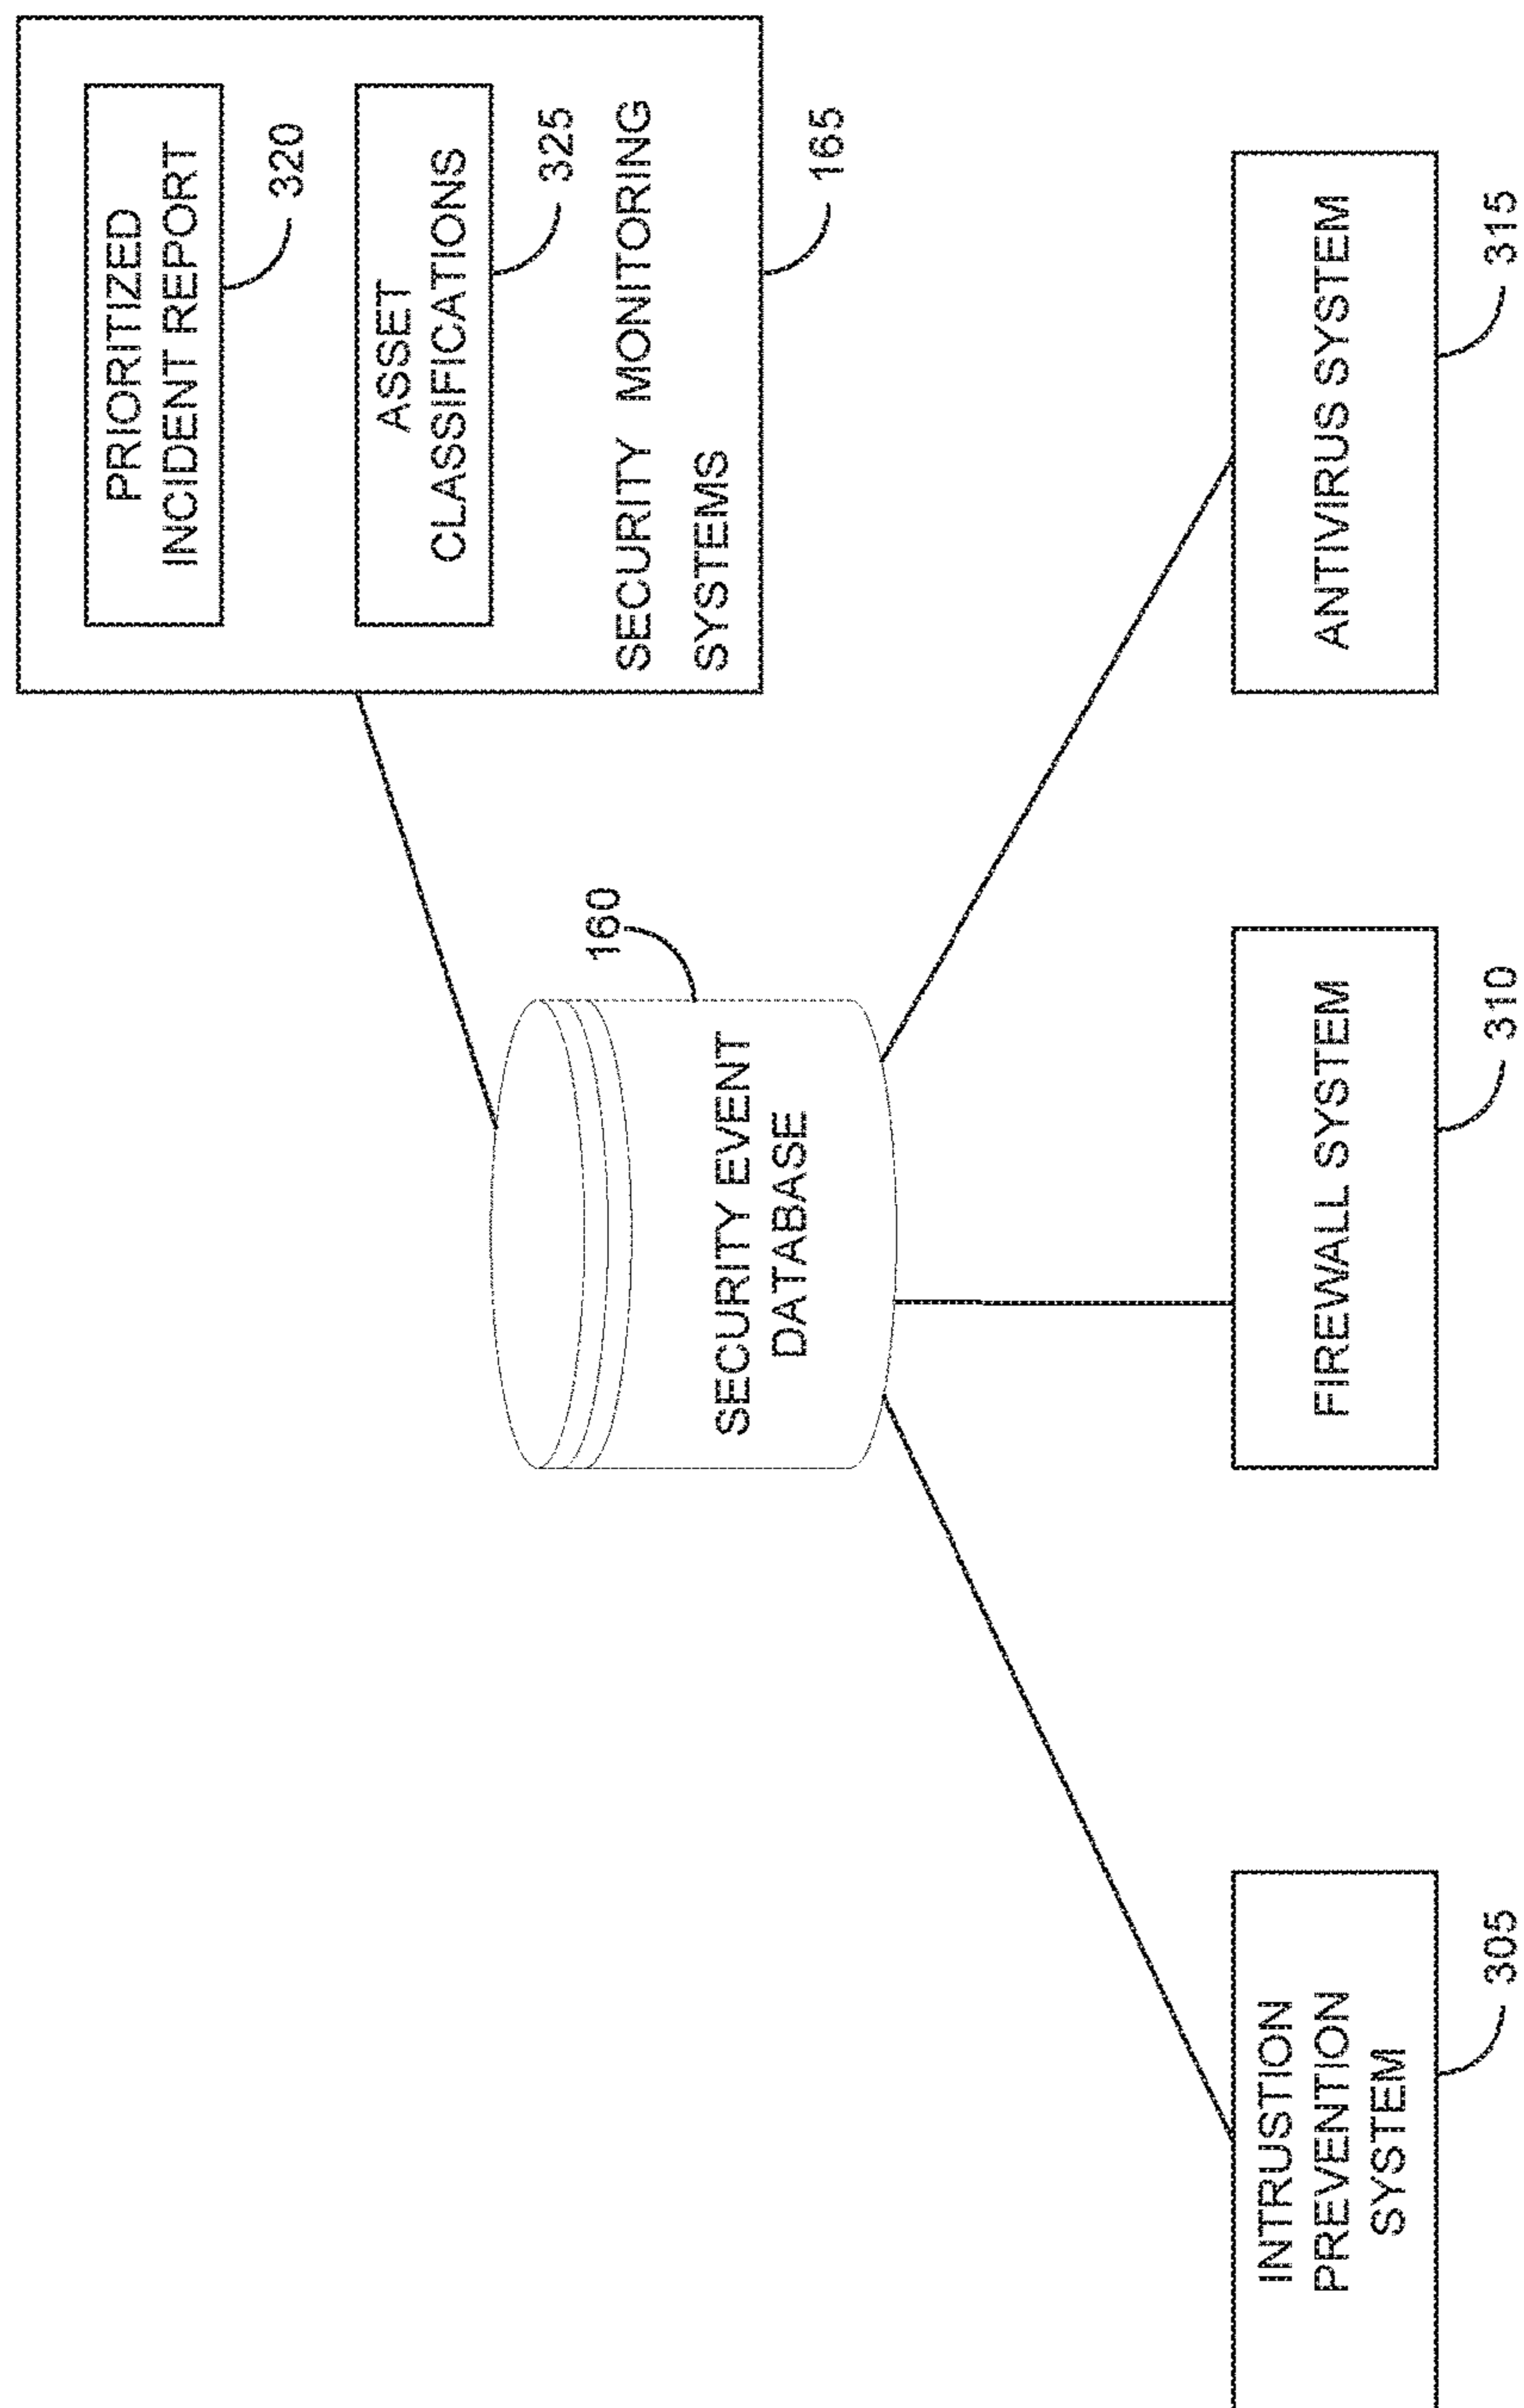 PRIORITIZED
INCIDENT REPORT
320
ASSET
CLASSIFICATIONS
325
SECURITY MONITORING
SYSTEMS
165
160
SECURITY EVENT
DATABASE
INTRUSTION
PREVENTION
SYSTEM
305
FIREWALL SYSTEM
310
ANTIVIRUS SYSTEM
315